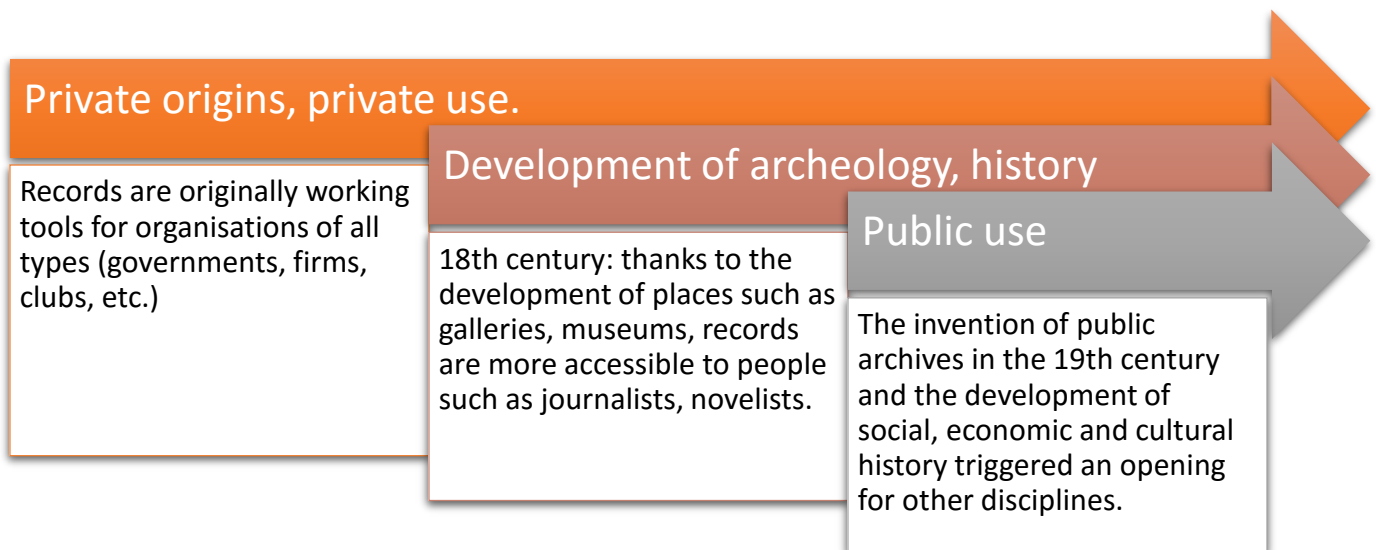 Private origins, private use.
Records are originally working
tools for organisations of all
types (governments, firms,
clubs, etc.)
Development of archeology, history
18th century: thanks to the
development of places such as
galleries, museums, records
are more accessible to people
such as journalists, novelists.
Public use
The invention of public
archives in the 19th century
and the development of
social, economic and cultural
history triggered an opening
for other disciplines.